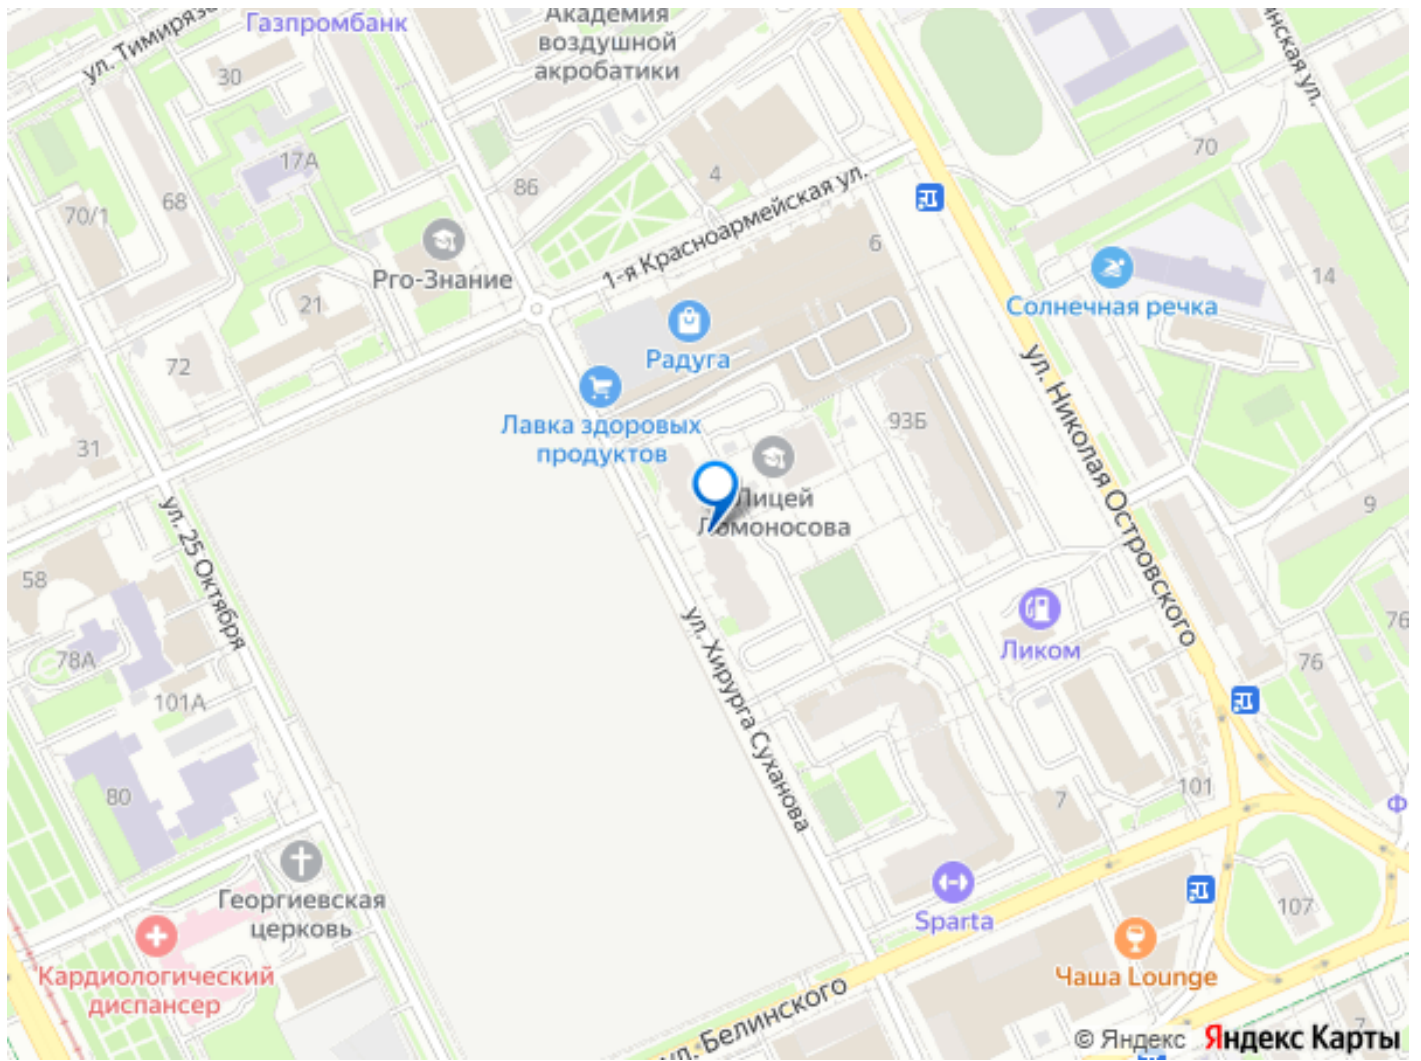 Газпромбанк
Академия
воздушной
акробатики
ул. Тимиряз
30
17А
70/1
68
86
4
1-я Красноармейская ул.
6
70
14
Рго-Знание
21
72
31
Радуга
Солнечная речка
Лавка здоровых
продуктов
93Б
Лицей
Ломоносова
ул. Николая Островского
9
ул. 25 Октября
58
78А
101А
80
ул. Хирурга Суханова
Ликом
76
76
101
7
Ф
Георгиевская
церковь
Кардиологический
диспансер
Sparta
107
Чаша Lounge
ул. Белинского
7
© Яндекс Яндекс Карты